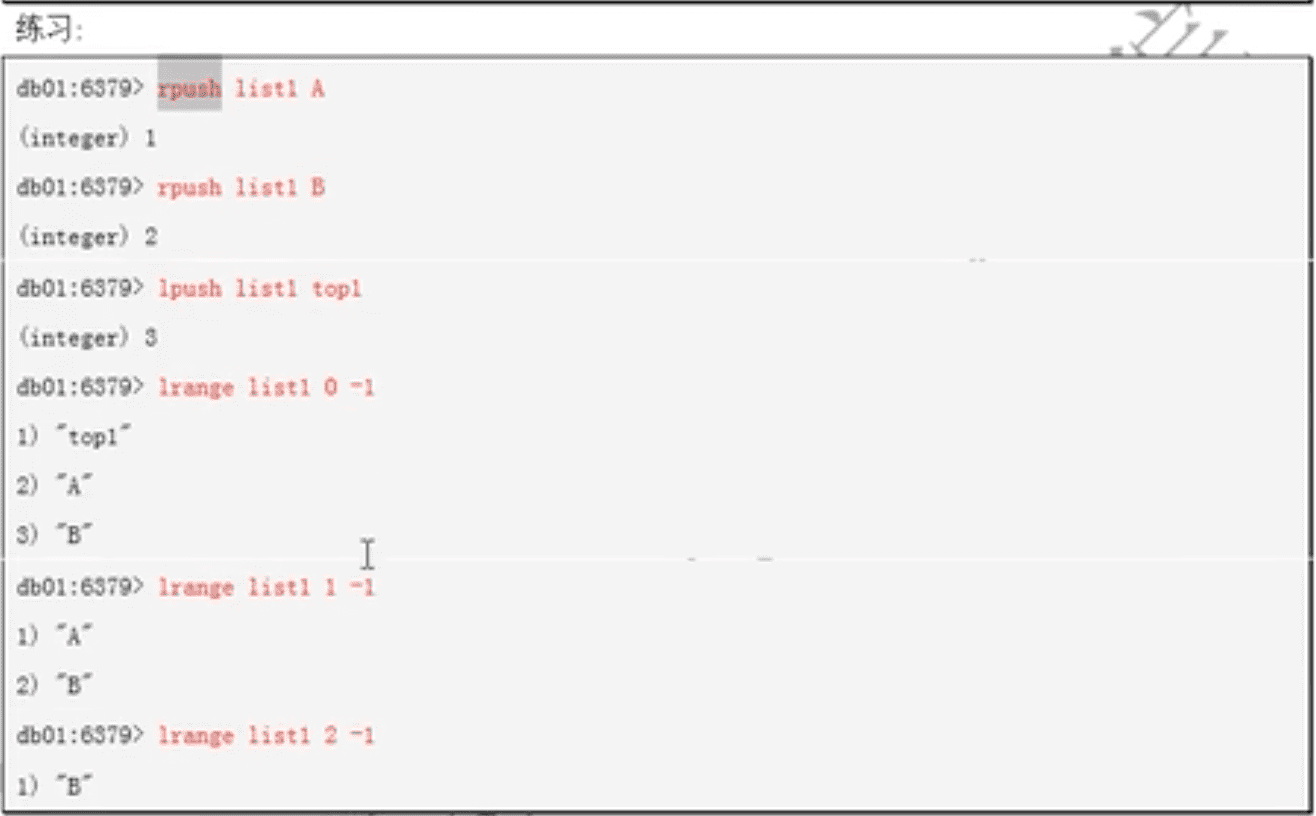 练习:
db01:6379> rpush list1 A
(integer) 1
db01:6379> rpush list1 B
(integer) 2
db01:6379> lpush list1 top1
(integer) 3
db01:6379> lrange list1 0 -1
1) "top1"
2) "A"
3) "B"
db01:6379> lrange list1 1 -1
1) "A"
2) "B"
db01:6379> lrange list1 2 -1
1) "B"